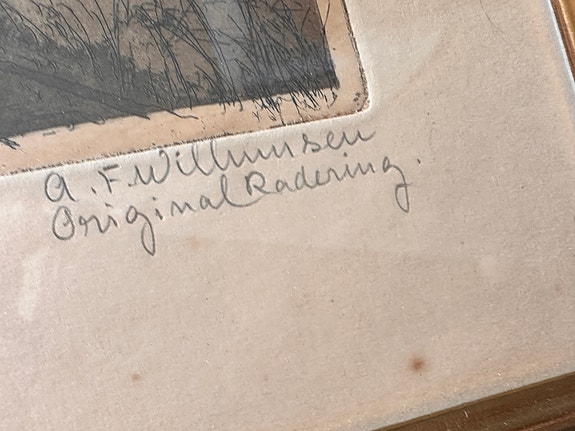 A. F. Willumsen
Original Radering.